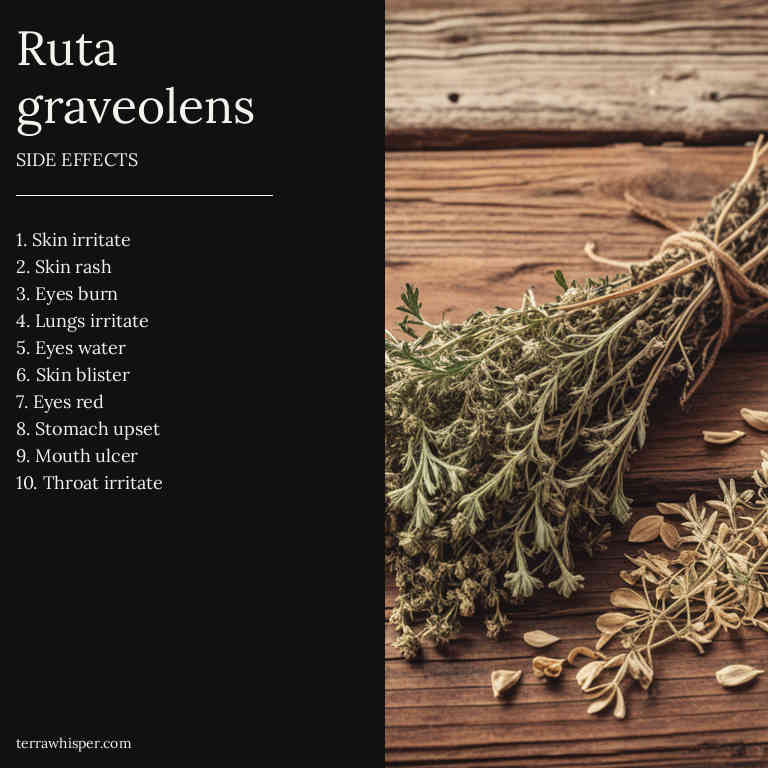 Ruta
graveolens
SIDE EFFECTS
1. Skin irritate
2. Skin rash
3. Eyes burn
4. Lungs irritate
5. Eyes water
6. Skin blister
7. Eyes red
8. Stomach upset
9. Mouth ulcer
10. Throat irritate
terrawhisper.com